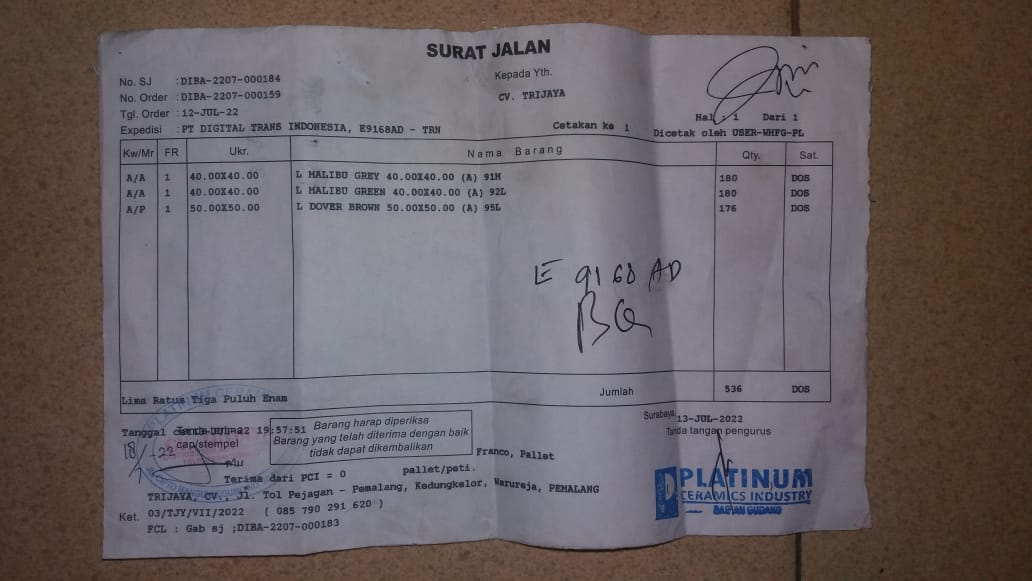 SURAT JALAN
No. SJ : DIBA-2207-000184
Kepada Yth.
No. Order : DIBA-2207-000159
CV. TRIJAYA
Tgl. Order : 12-JUL-22
Hal : 1 Dari 1
Expedisi : PT DIGITAL TRANS INDONESIA, E9168AD - TRN
Cetakan ke 1
Dicetak oleh USER-WHFG-PL
Kw/Mr FR Ukr. Nama Barang Qty. Sat.
A/A 1 40.00X40.00 L MALIBU GREY 40.00X40.00 (A) 91M 180 DOS
A/A 1 40.00X40.00 L MALIBU GREEN 40.00X40.00 (A) 92L 180 DOS
A/P 1 50.00X50.00 L DOVER BROWN 50.00X50.00 (A) 95L 176 DOS
E 9168 AD
BQ
Lima Ratus Tiga Puluh Enam
Jumlah 536 DOS
Surabaya, 13-JUL-2022
Tanda tangan pengurus
Tanggal 22 19:57:51
cap/stempel
18/ -22
Barang harap diperiksa
Barang yang telah diterima dengan baik
tidak dapat dikembalikan
Franco, Pallet
Terima dari PCI = 0 pallet/peti.
TRIJAYA, CV., Jl. Tol Pejagan - Pemalang, Kedungkelor, Warureja, PEMALANG
Ket. 03/TJY/VII/2022 ( 085 790 291 620 )
FCL : Gab sj ;DIBA-2207-000183
PLATINUM
CERAMICS INDUSTRY
BAGIAN GUDANG
PLATINUM CERAMI